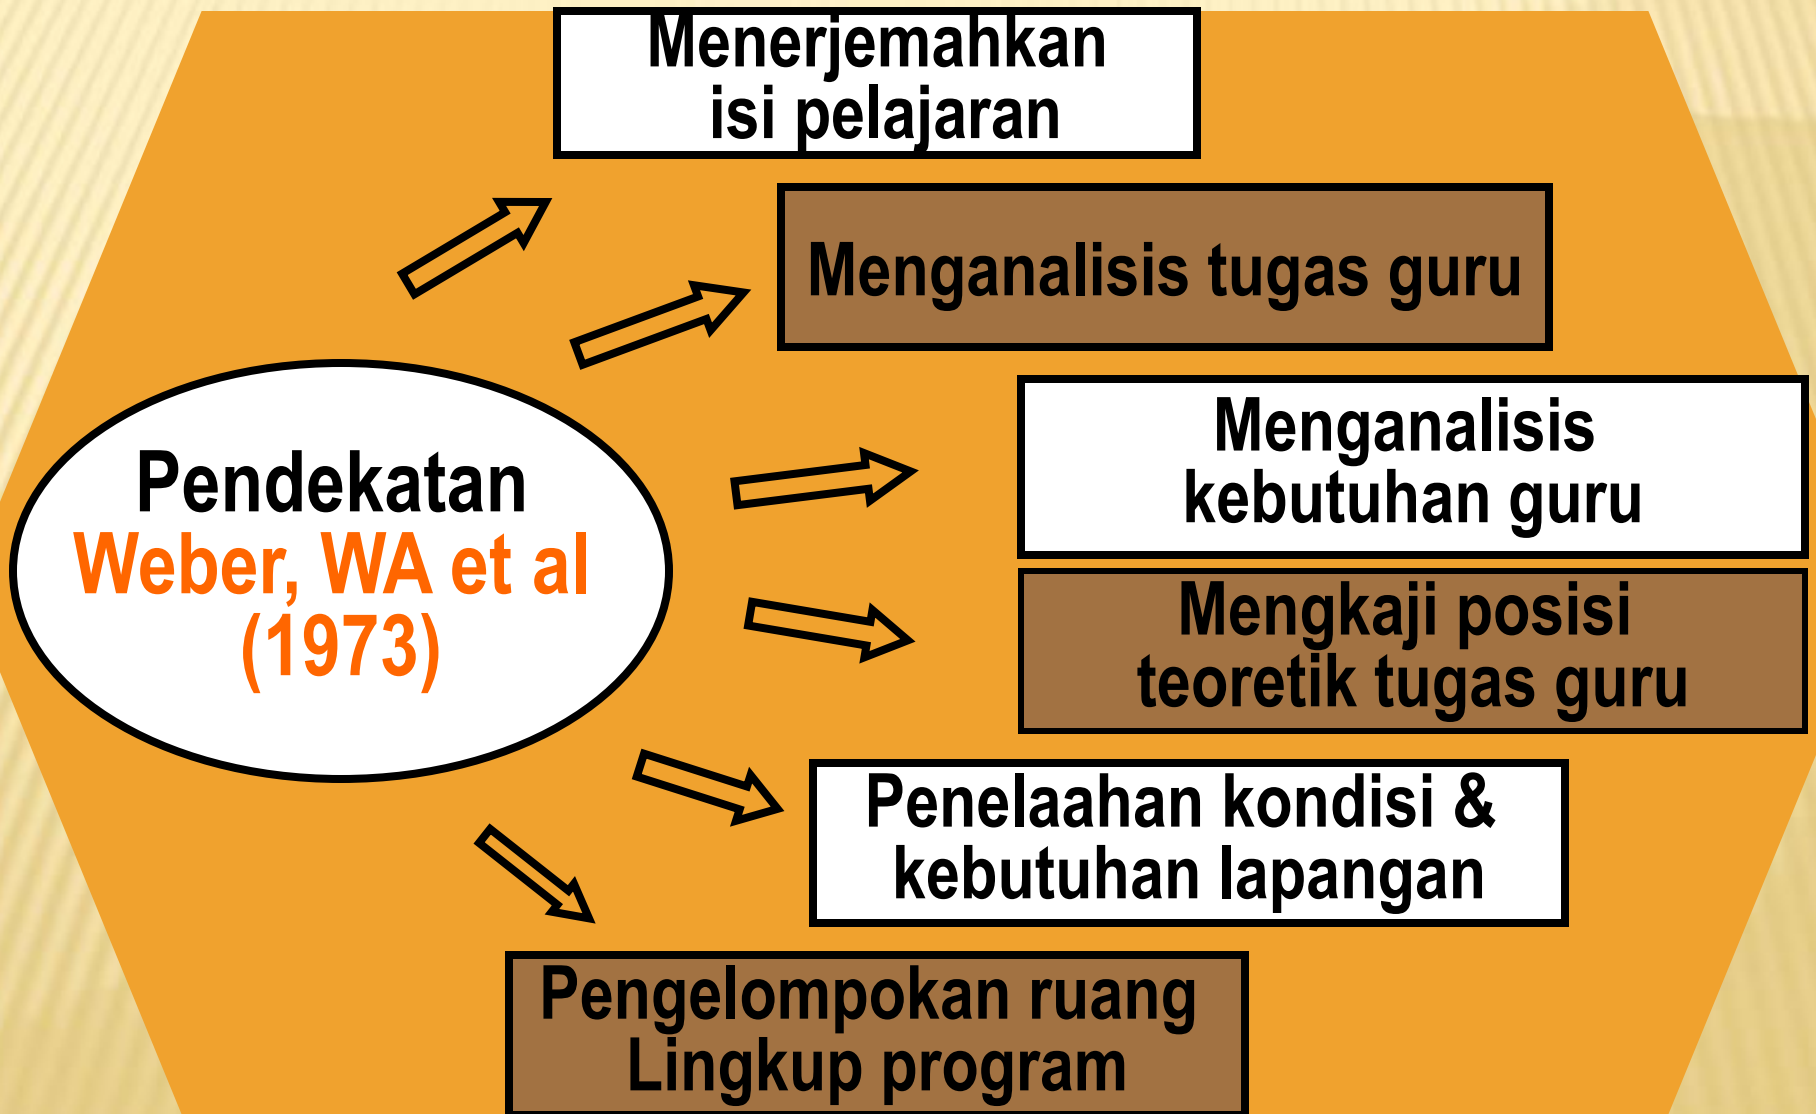 Menerjemahkan
isi pelajaran
Menganalisis tugas guru
Menganalisis
kebutuhan guru
Pendekatan
Weber, WA et al
(1973)
Mengkaji posisi
teoretik tugas guru
Penelaahan kondisi &
kebutuhan lapangan
Pengelompokan ruang
Lingkup program